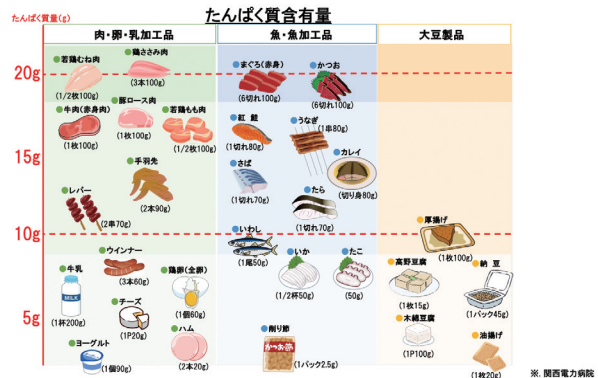 たんぱく質含有量
たんぱく質量(g)
肉・卵・乳加工品
魚・魚加工品
大豆製品
20g
15g
10g
5g
●若鶏むね肉
(1/2枚100g)
●鶏ささみ肉
(3本100g)
●牛肉(赤身肉)
(1枚100g)
●豚ロース肉
(1枚100g)
●若鶏もも肉
(1/2枚100g)
●手羽先
(2本90g)
●レバー
(2串70g)
●ウインナー
(3本60g)
●牛乳
MILK
(1杯200g)
●鶏卵(全卵)
(1個60g)
●チーズ
(1P20g)
●ヨーグルト
(1個90g)
●ハム
(2本20g)
●まぐろ(赤身)
(6切れ100g)
●かつお
(6切れ100g)
●紅 鮭
(1切れ80g)
●うなぎ
(1串80g)
●さば
(1切れ70g)
●カレイ
(切り身80g)
●たら
(1切れ70g)
●いわし
(1尾50g)
●いか
(1/2杯50g)
●たこ
(50g)
●削り節
かつお節
(1パック2.5g)
●厚揚げ
(1枚100g)
●高野豆腐
(1枚15g)
●納 豆
(1パック45g)
●木綿豆腐
(1P100g)
●油揚げ
(1枚20g)
※. 関西電力病院